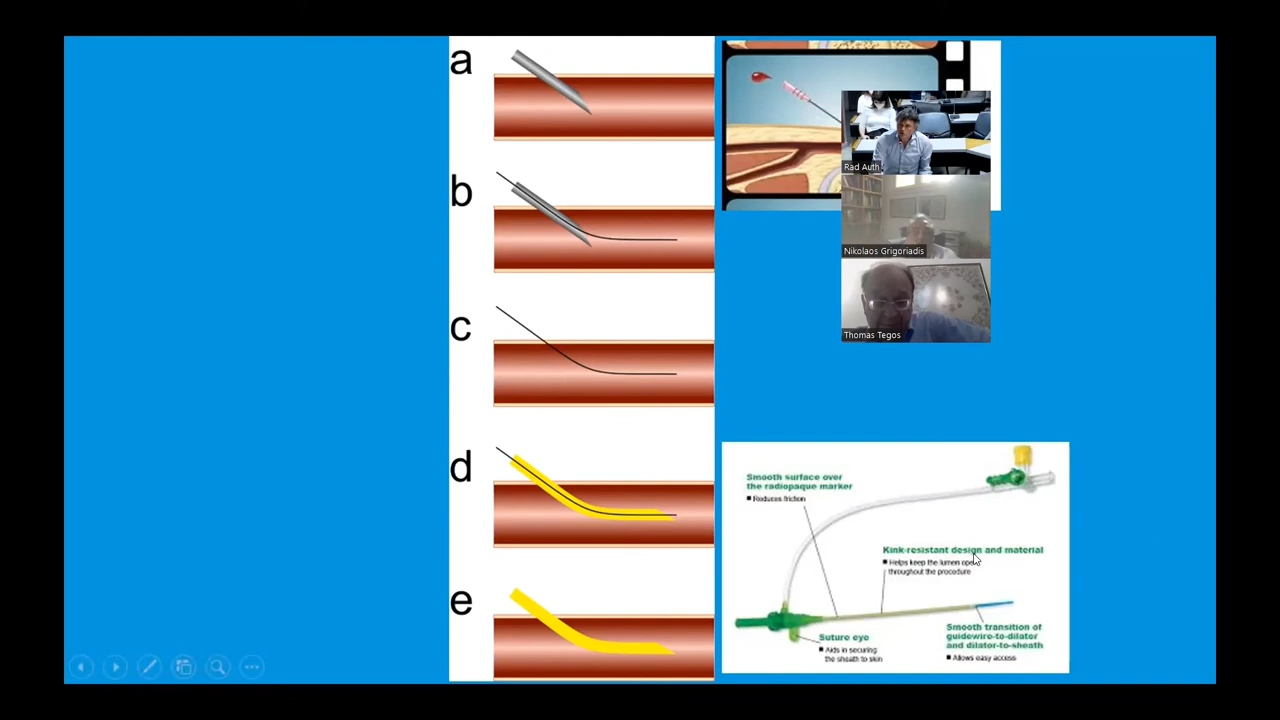 a
b
c
d
e
Rad Auth
Nikolaos Grigoriadis
Thomas Tegos
Smooth surface over
the radiopaque marker
■ Reduces friction
Kink-resistant design and material
■ Helps keep the lumen open
throughout the procedure
Suture eye
■ Aids in securing
the sheath to skin
Smooth transition of
guidewire-to-dilator
and dilator-to-sheath
■ Allows easy access